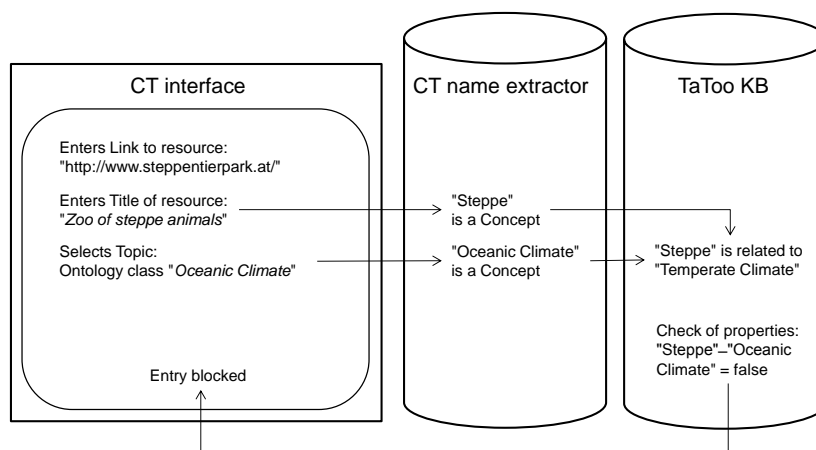 CT interface
Enters Link to resource:
"http://www.steppentierpark.at/"
Enters Title of resource:
"Zoo of steppe animals"
Selects Topic:
Ontology class "Oceanic Climate"
Entry blocked
CT name extractor
"Steppe"
is a Concept
"Oceanic Climate"
is a Concept
TaToo KB
"Steppe" is related to
"Temperate Climate"
Check of properties:
"Steppe"–"Oceanic
Climate" = false